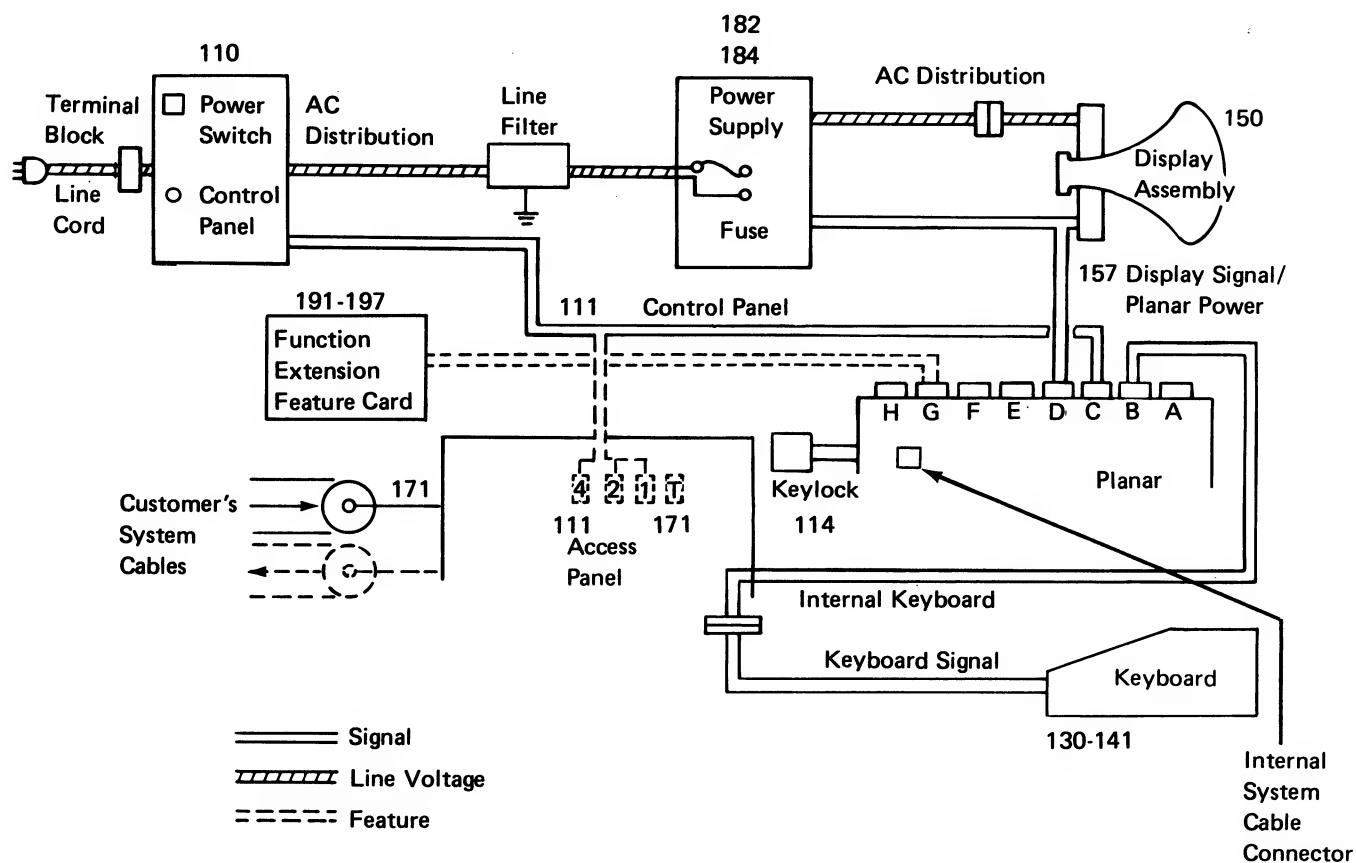 182
184
110
AC Distribution
Terminal
Block
Power
Switch
AC
Distribution
Line
Filter
Power
Supply
150
Display
Assembly
Line
Cord
Control
Panel
Fuse
157 Display Signal/
Planar Power
191-197
111
Control Panel
Function
Extension
Feature Card
H G F E D C B A
Planar
Keylock
114
Customer's
System
Cables
171
4 2 1 T
111
171
Access
Panel
Internal Keyboard
Keyboard Signal
Keyboard
130-141
Signal
Line Voltage
Feature
Internal
System
Cable
Connector